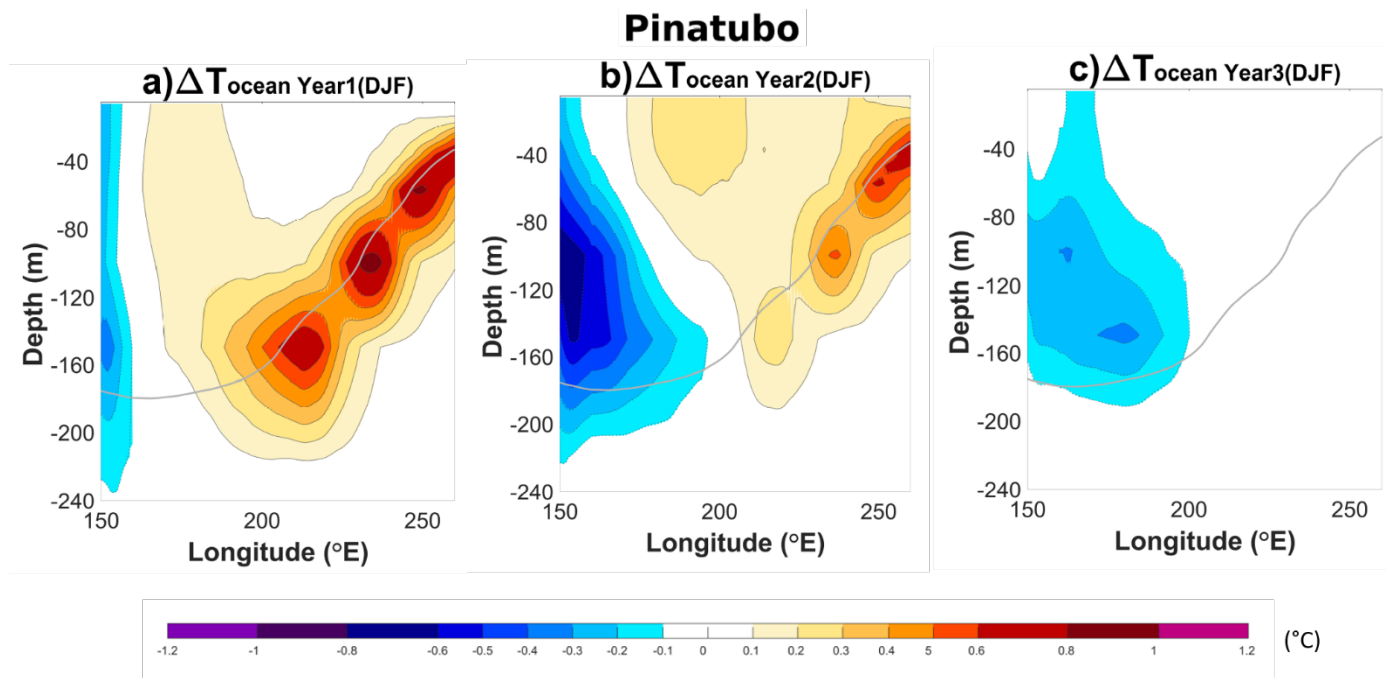 Pinatubo
a)ΔTocean Year1(DJF)
-40
-80
-120
-160
-200
-240
Depth (m)
150 200 250
Longitude (°E)
b)ΔTocean Year2(DJF)
-40
-80
-120
-160
-200
-240
Depth (m)
150 200 250
Longitude (°E)
c)ΔTocean Year3(DJF)
-40
-80
-120
-160
-200
-240
Depth (m)
150 200 250
Longitude (°E)
-1.2 -1 -0.8 -0.6 -0.5 -0.4 -0.3 -0.2 -0.1 0 0.1 0.2 0.3 0.4 5 0.6 0.8 1 1.2 (°C)